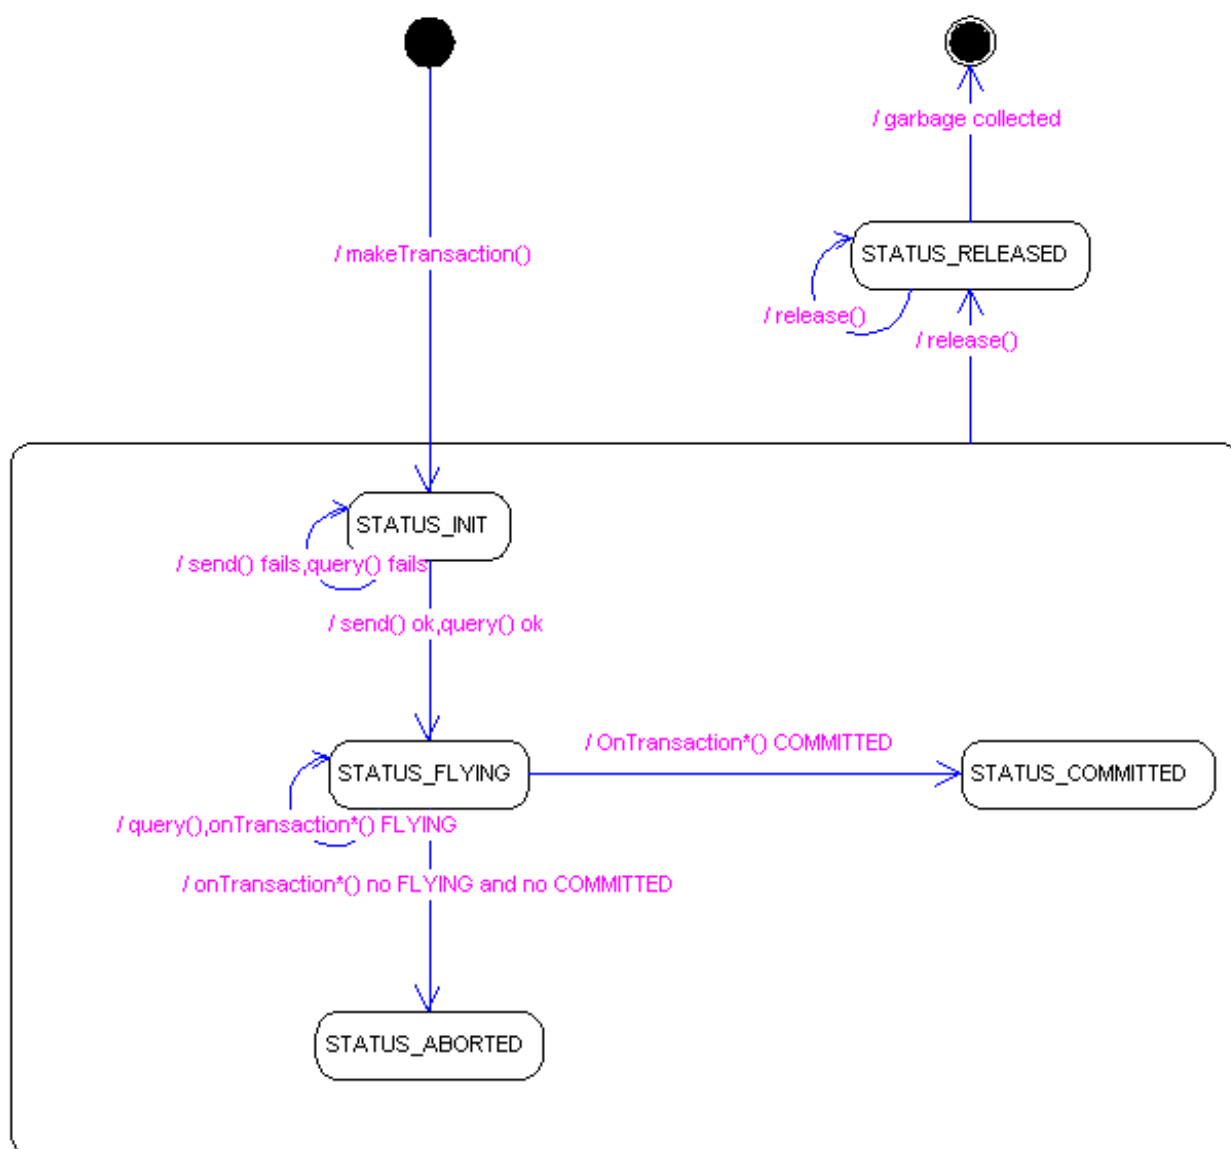 / garbage collected
/ makeTransaction()
STATUS_RELEASED
/ release()
/ release()
STATUS_INIT
/ send() fails,query() fails
/ send() ok,query() ok
/ OnTransaction*() COMMITTED
STATUS_FLYING
STATUS_COMMITTED
/ query(),onTransaction*() FLYING
/ onTransaction*() no FLYING and no COMMITTED
STATUS_ABORTED